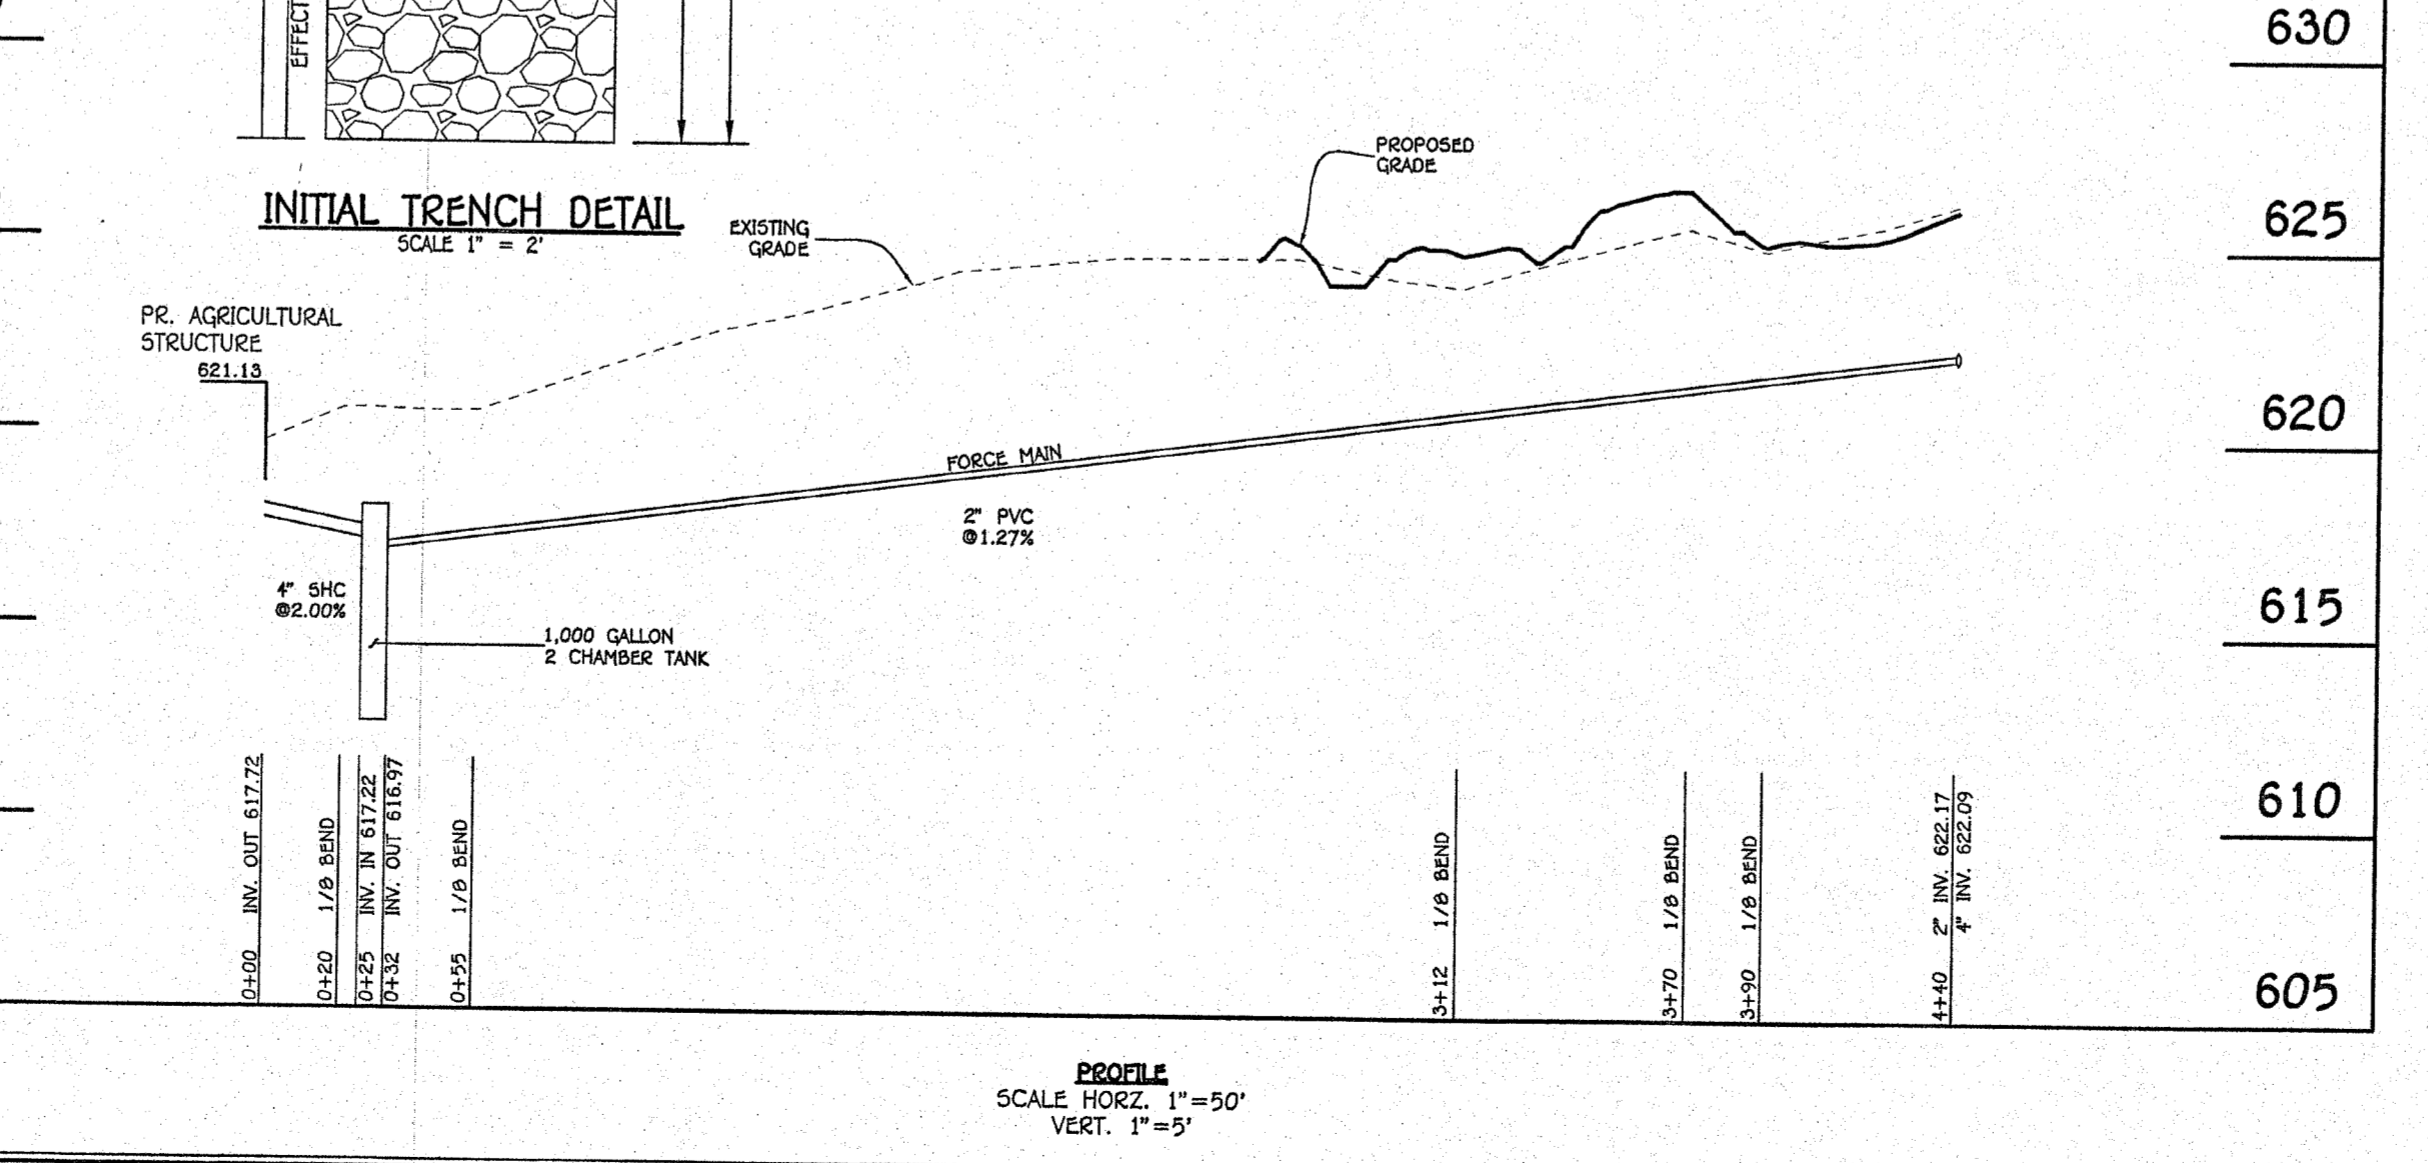 EFFECT
INITIAL TRENCH DETAIL
SCALE 1" = 2'
EXISTING
GRADE
PROPOSED
GRADE
PR. AGRICULTURAL
STRUCTURE
621.13
FORCE MAIN
2" PVC
@1.27%
4" SHC
@2.00%
1,000 GALLON
2 CHAMBER TANK
630
625
620
615
610
605
0+00 INV. OUT 617.72
0+20 1/8 BEND
0+25 INV. IN 617.22
0+32 INV. OUT 616.97
0+55 1/8 BEND
3+12 1/8 BEND
3+70 1/8 BEND
3+90 1/8 BEND
4+40 2" INV. 622.17
4" INV. 622.09
PROFILE
SCALE HORZ. 1"=50'
VERT. 1"=5'